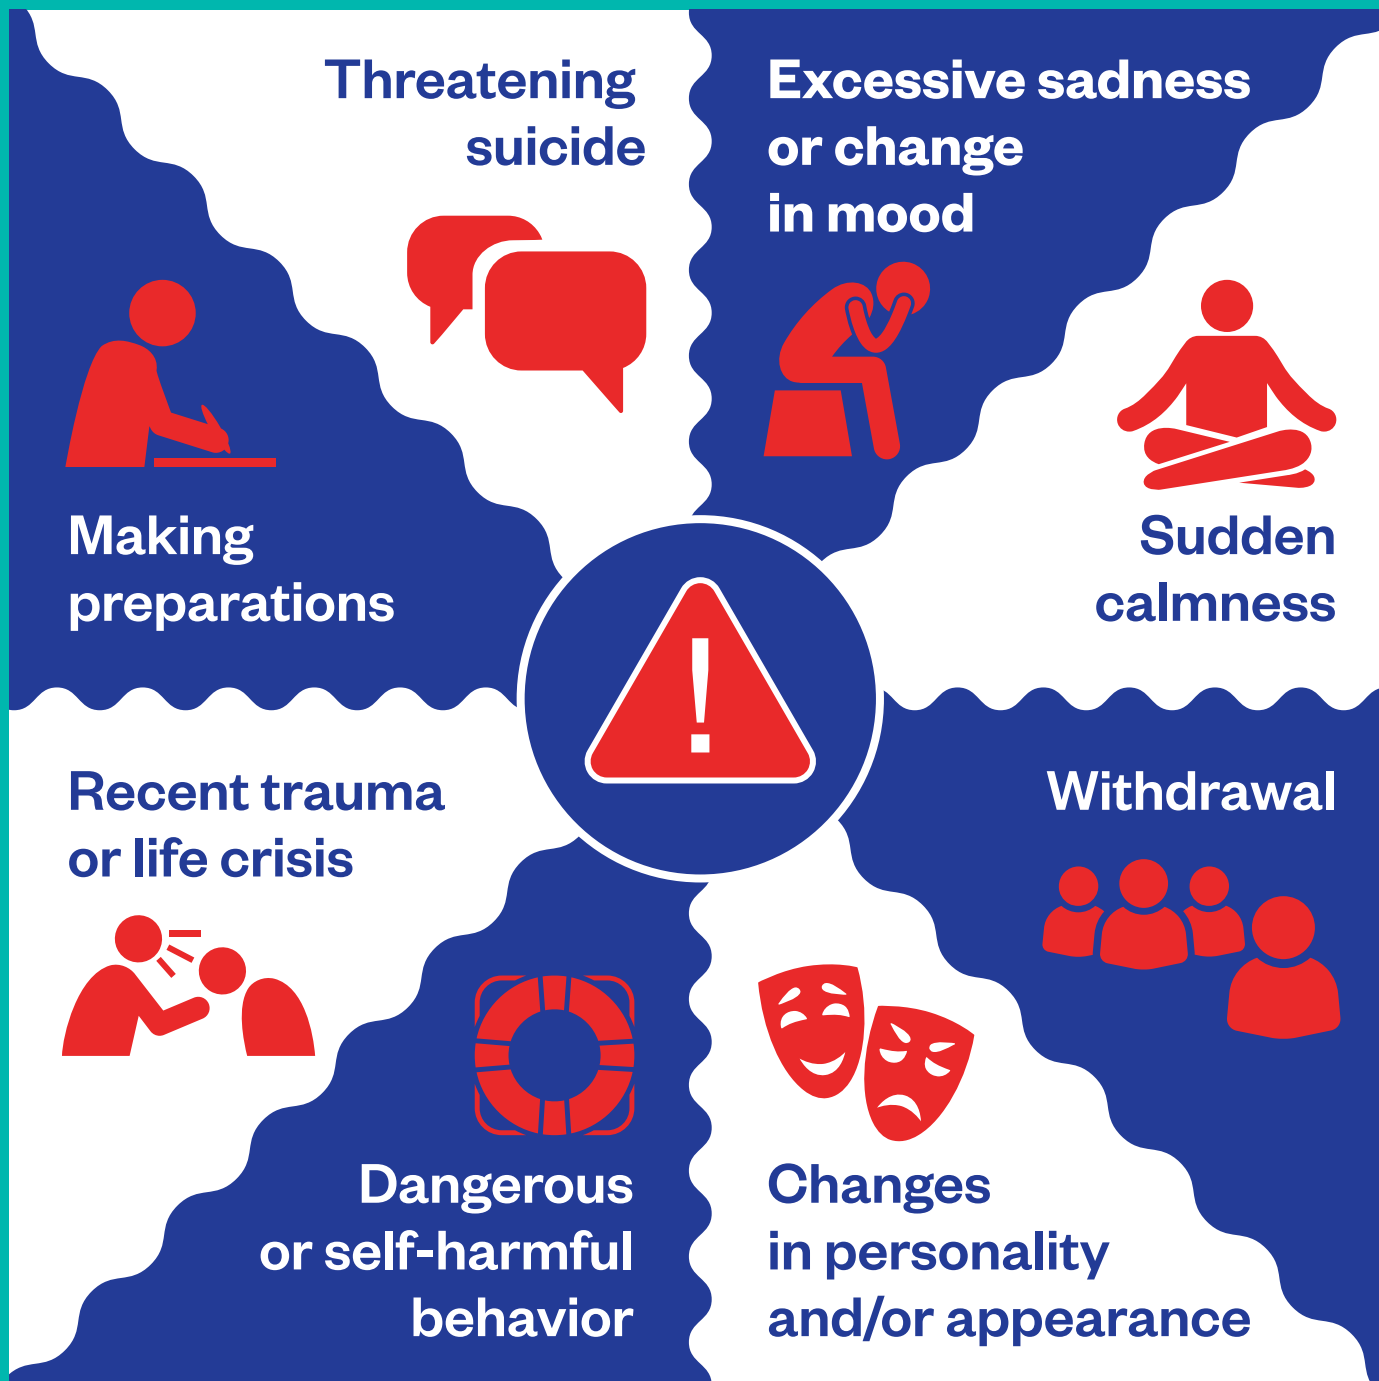 Threatening
suicide
Excessive sadness
or change
in mood
Making
preparations
Sudden
calmness
!
Recent trauma
or life crisis
Withdrawal
Dangerous
or self-harmful
behavior
Changes
in personality
and/or appearance